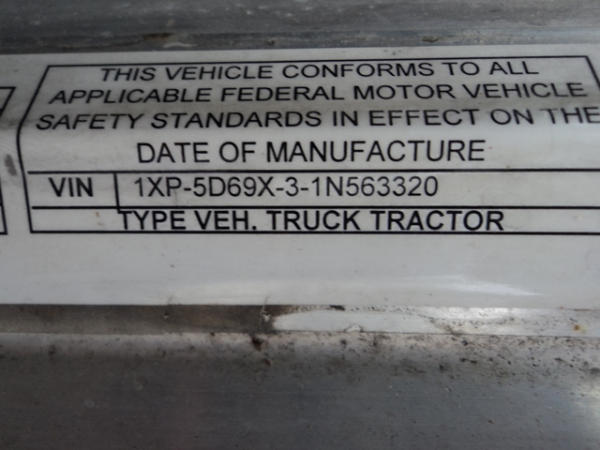 THIS VEHICLE CONFORMS TO ALL
APPLICABLE FEDERAL MOTOR VEHICLE
SAFETY STANDARDS IN EFFECT ON THE
DATE OF MANUFACTURE
VIN 1XP-5D69X-3-1N563320
TYPE VEH. TRUCK TRACTOR